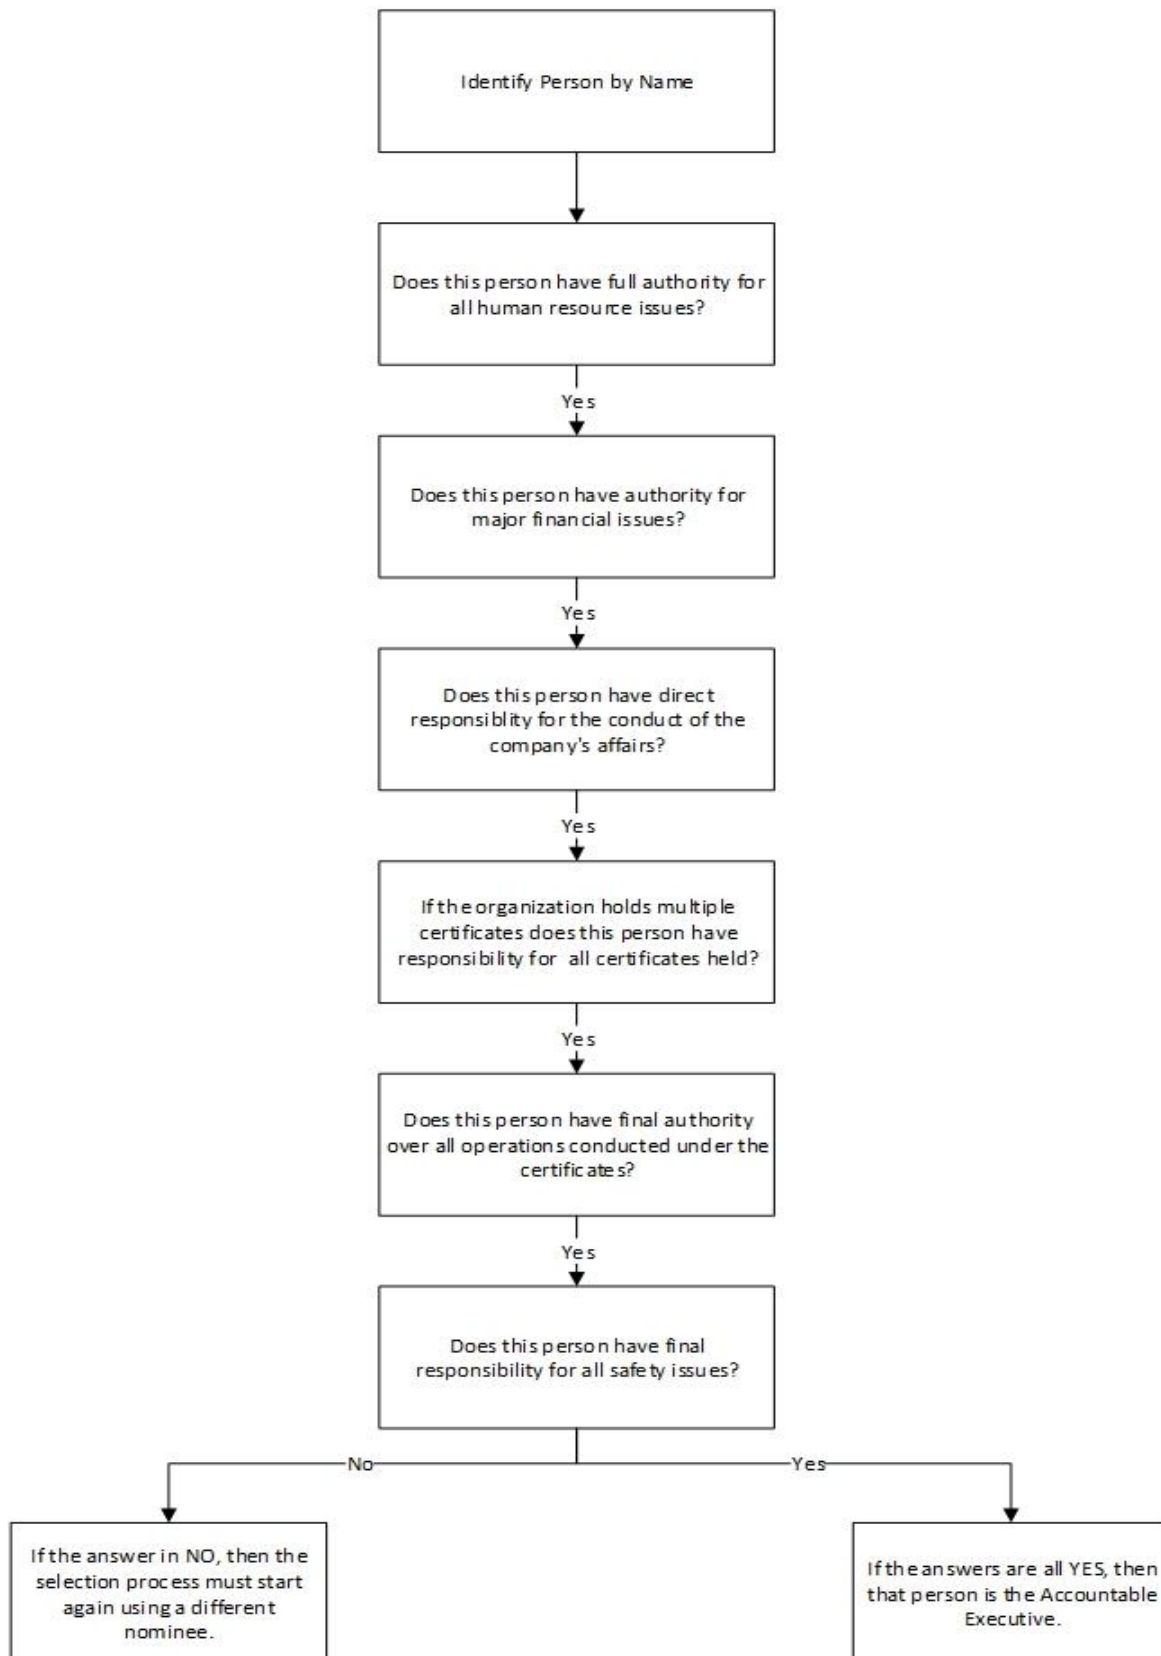 Identify Person by Name
Does this person have full authority for
all human resource issues?
Yes
Does this person have authority for
major financial issues?
Yes
Does this person have direct
responsiblity for the conduct of the
company's affairs?
Yes
If the organization holds multiple
certificates does this person have
responsibility for all certificates held?
Yes
Does this person have final authority
over all operations conducted under the
certificates?
Yes
Does this person have final
responsibility for all safety issues?
No
Yes
If the answer in NO, then the
selection process must start
again using a different
nominee.
If the answers are all YES, then
that person is the Accountable
Executive.